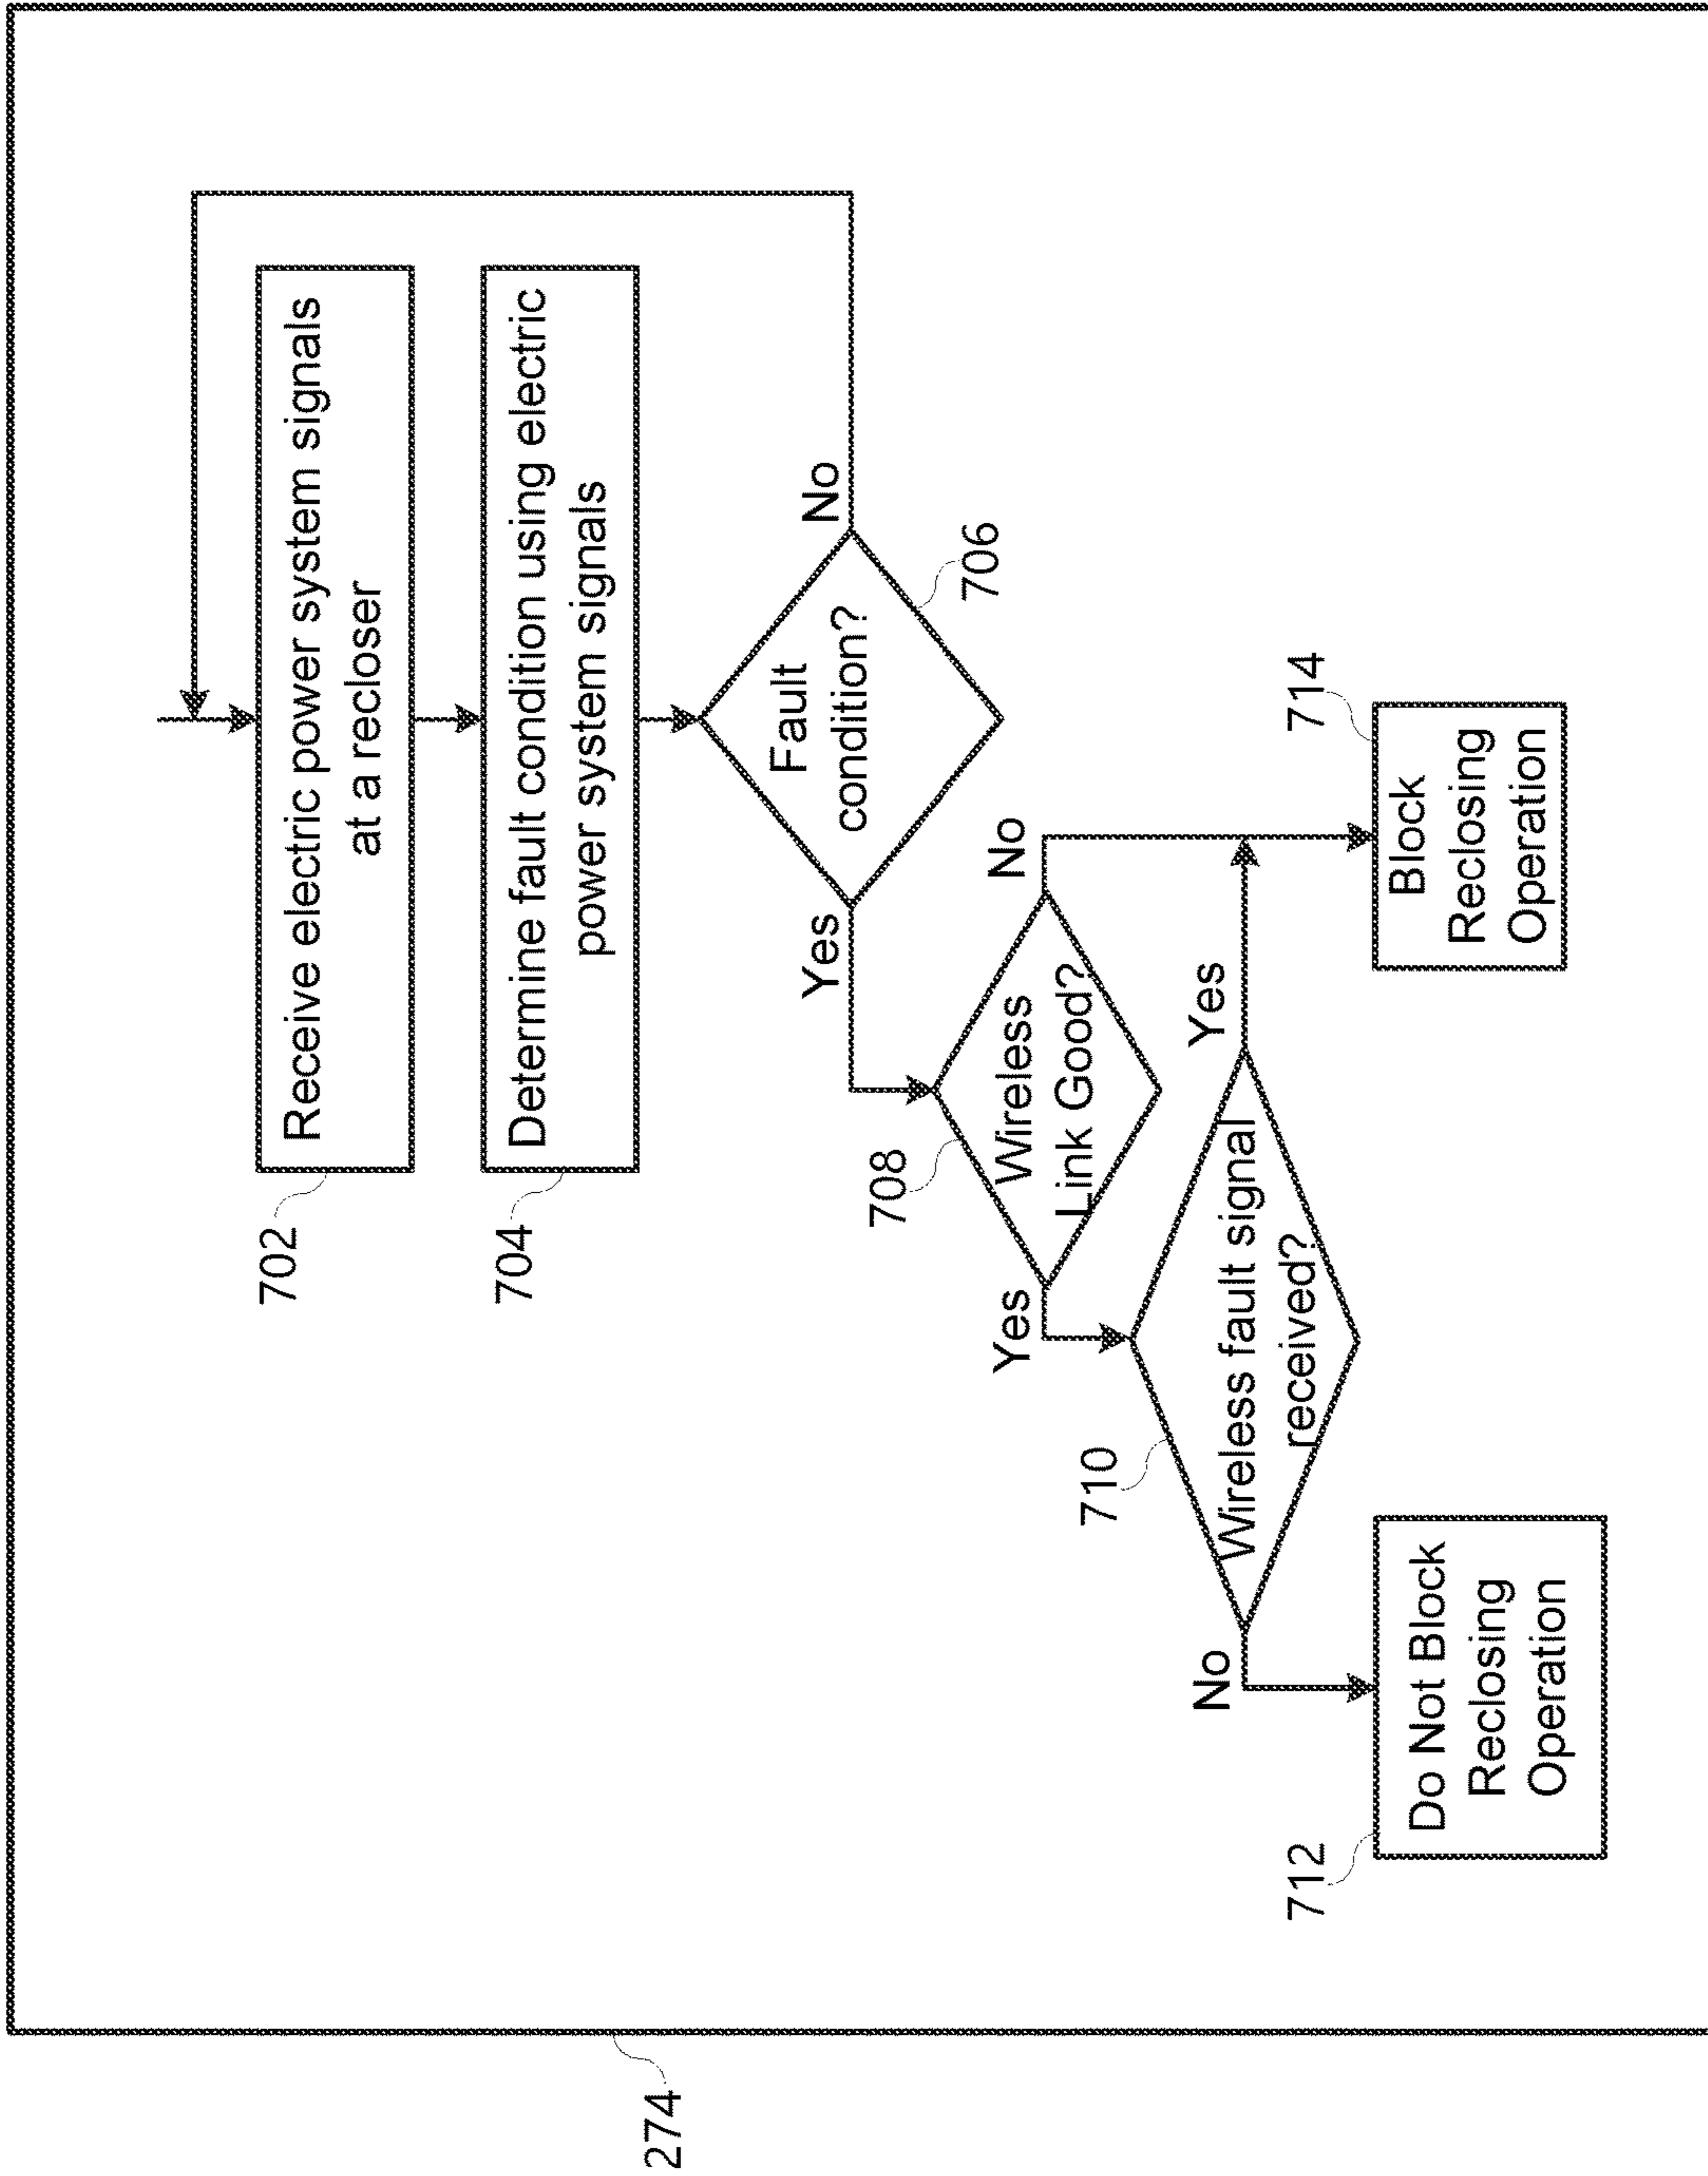 274
702
Receive electric power system signals
at a recloser
704
Determine fault condition using electric
power system signals
Fault
condition?
706
Yes
No
708
Wireless
Link Good?
Yes
No
710
Wireless fault signal
received?
No
Yes
712
Do Not Block
Reclosing
Operation
714
Block
Reclosing
Operation